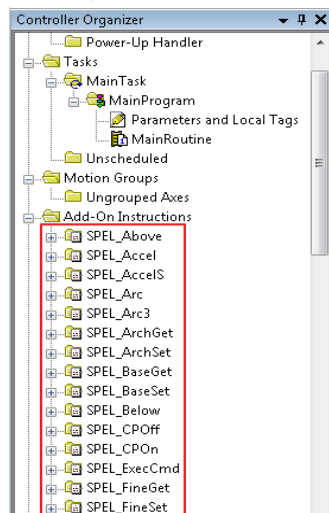 Controller Organizer
Power-Up Handler
Tasks
MainTask
MainProgram
Parameters and Local Tags
MainRoutine
Unscheduled
Motion Groups
Ungrouped Axes
Add-On Instructions
SPEL_Above
SPEL_Accel
SPEL_AccelS
SPEL_Arc
SPEL_Arc3
SPEL_ArchGet
SPEL_ArchSet
SPEL_BaseGet
SPEL_BaseSet
SPEL_Below
SPEL_CPOff
SPEL_CPOn
SPEL_ExecCmd
SPEL_FineGet
SPEL_FineSet